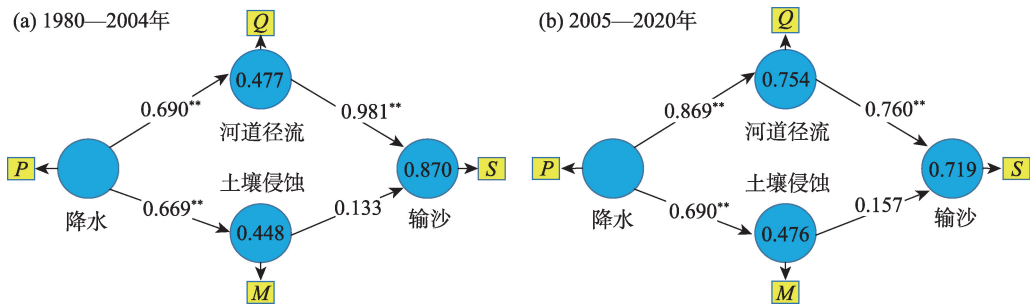 (a) 1980—2004年
Q
0.477
0.690**
0.981**
河道径流
P
土壤侵蚀
0.870
S
降水
0.669**
0.133
输沙
0.448
M
(b) 2005—2020年
Q
0.754
0.869**
0.760**
河道径流
P
土壤侵蚀
0.719
S
降水
0.690**
0.157
输沙
0.476
M